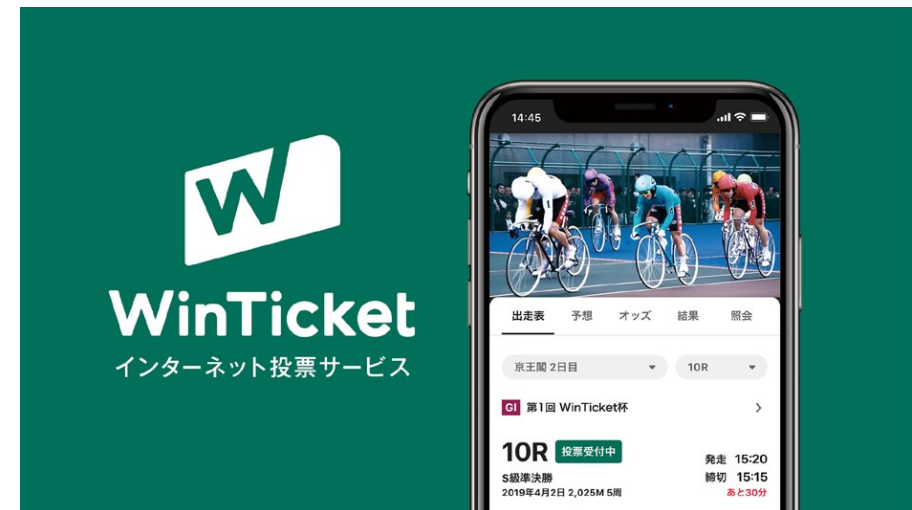 W
WinTicket
インターネット投票サービス
14:45
出走表 予想 オッズ 結果 照会
京王閣 2日目 10R
GI 第1回 WinTicket杯
10R 投票受付中
発走 15:20
S級準決勝
締切 15:15
2019年4月2日 2,025M 5周
あと30分